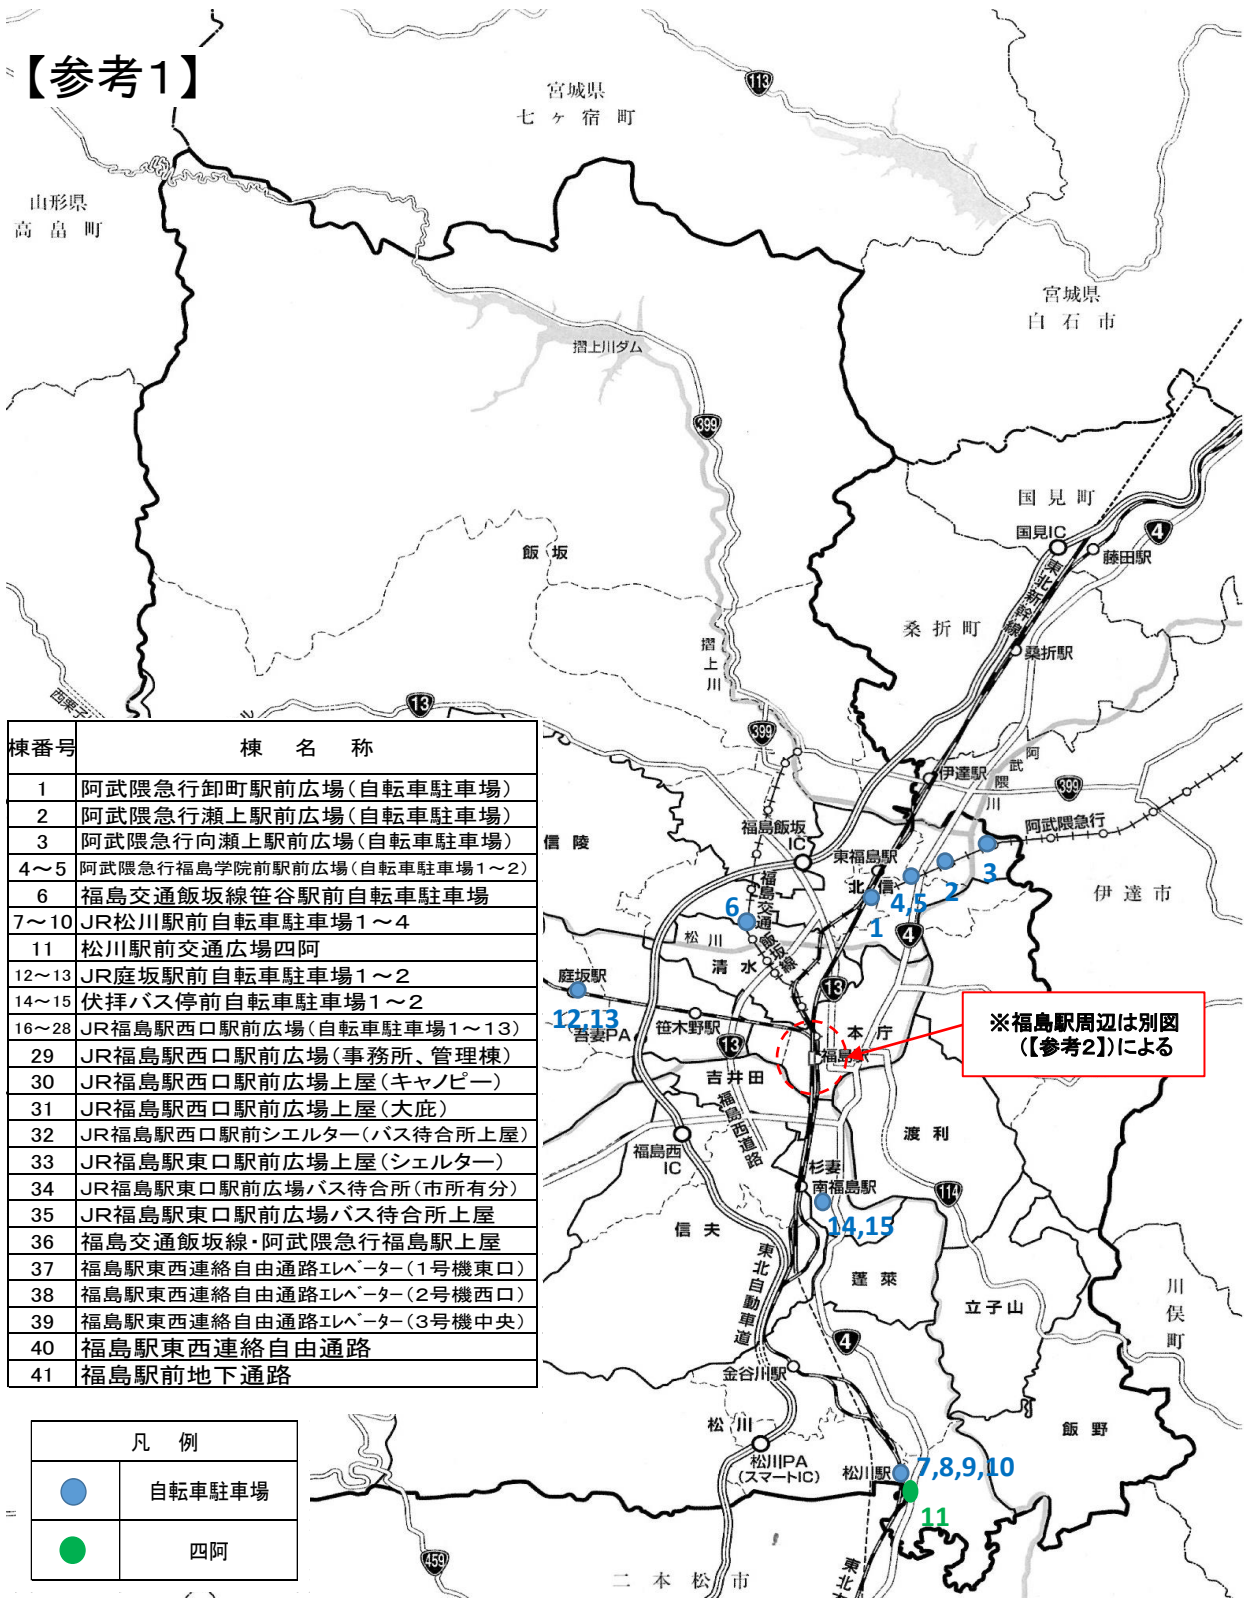 【参考1】
宮城県
七ヶ宿町
113
山形県
高畠町
宮城県
白石市
摺上川ダム
399
国見町
国見IC
4
藤田駅
東北新幹線
飯坂
桑折町
桑折駅
摺上川
13
399
伊達駅
阿武隈川
399
阿武隈急行
福島飯坂
IC
信陵
東福島駅
北信
伊達市
3
2
4,5
1
6
福島交通飯坂線
松川
清水
4
13
庭坂駅
12,13
吾妻PA
笹木野駅
13
本庁
福島
※福島駅周辺は別図
(【参考2】)による
吉井田
福島西道路
渡利
福島西
IC
杉妻
南福島駅
14,15
114
信夫
東北自動車道
蓬莱
立子山
川俣町
4
金谷川駅
飯野
松川
松川PA
(スマートIC)
松川駅
7,8,9,10
11
459
二本松市
東北
棟番号 棟名称
1 阿武隈急行卸町駅前広場(自転車駐車場)
2 阿武隈急行瀬上駅前広場(自転車駐車場)
3 阿武隈急行向瀬上駅前広場(自転車駐車場)
4～5 阿武隈急行福島学院前駅前広場(自転車駐車場1～2)
6 福島交通飯坂線笹谷駅前自転車駐車場
7～10 JR松川駅前自転車駐車場1～4
11 松川駅前交通広場四阿
12～13 JR庭坂駅前自転車駐車場1～2
14～15 伏拝バス停前自転車駐車場1～2
16～28 JR福島駅西口駅前広場(自転車駐車場1～13)
29 JR福島駅西口駅前広場(事務所、管理棟)
30 JR福島駅西口駅前広場上屋(キャノピー)
31 JR福島駅西口駅前広場上屋(大庇)
32 JR福島駅西口駅前シエルター(バス待合所上屋)
33 JR福島駅東口駅前広場上屋(シェルター)
34 JR福島駅東口駅前広場バス待合所(市所有分)
35 JR福島駅東口駅前広場バス待合所上屋
36 福島交通飯坂線・阿武隈急行福島駅上屋
37 福島駅東西連絡自由通路ｴﾚﾍﾞｰﾀｰ(1号機東口)
38 福島駅東西連絡自由通路ｴﾚﾍﾞｰﾀｰ(2号機西口)
39 福島駅東西連絡自由通路ｴﾚﾍﾞｰﾀｰ(3号機中央)
40 福島駅東西連絡自由通路
41 福島駅前地下通路
凡例
自転車駐車場
四阿